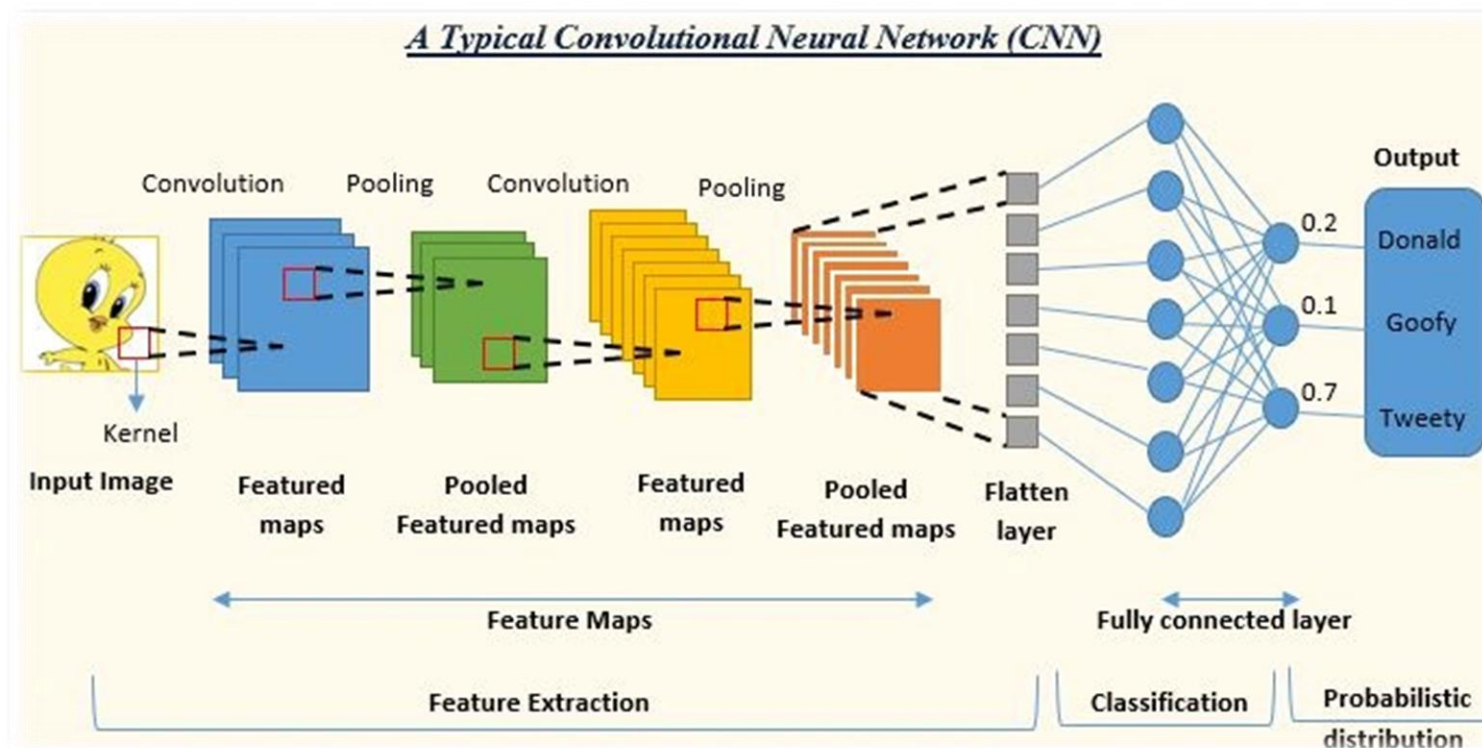 A Typical Convolutional Neural Network (CNN)
Convolution
Pooling
Convolution
Pooling
Output
0.2
Donald
0.1
Goofy
0.7
Tweety
Kernel
Input Image
Featured
maps
Pooled
Featured maps
Featured
maps
Pooled
Featured maps
Flatten
layer
Feature Maps
Fully connected layer
Feature Extraction
Classification
Probabilistic
distribution